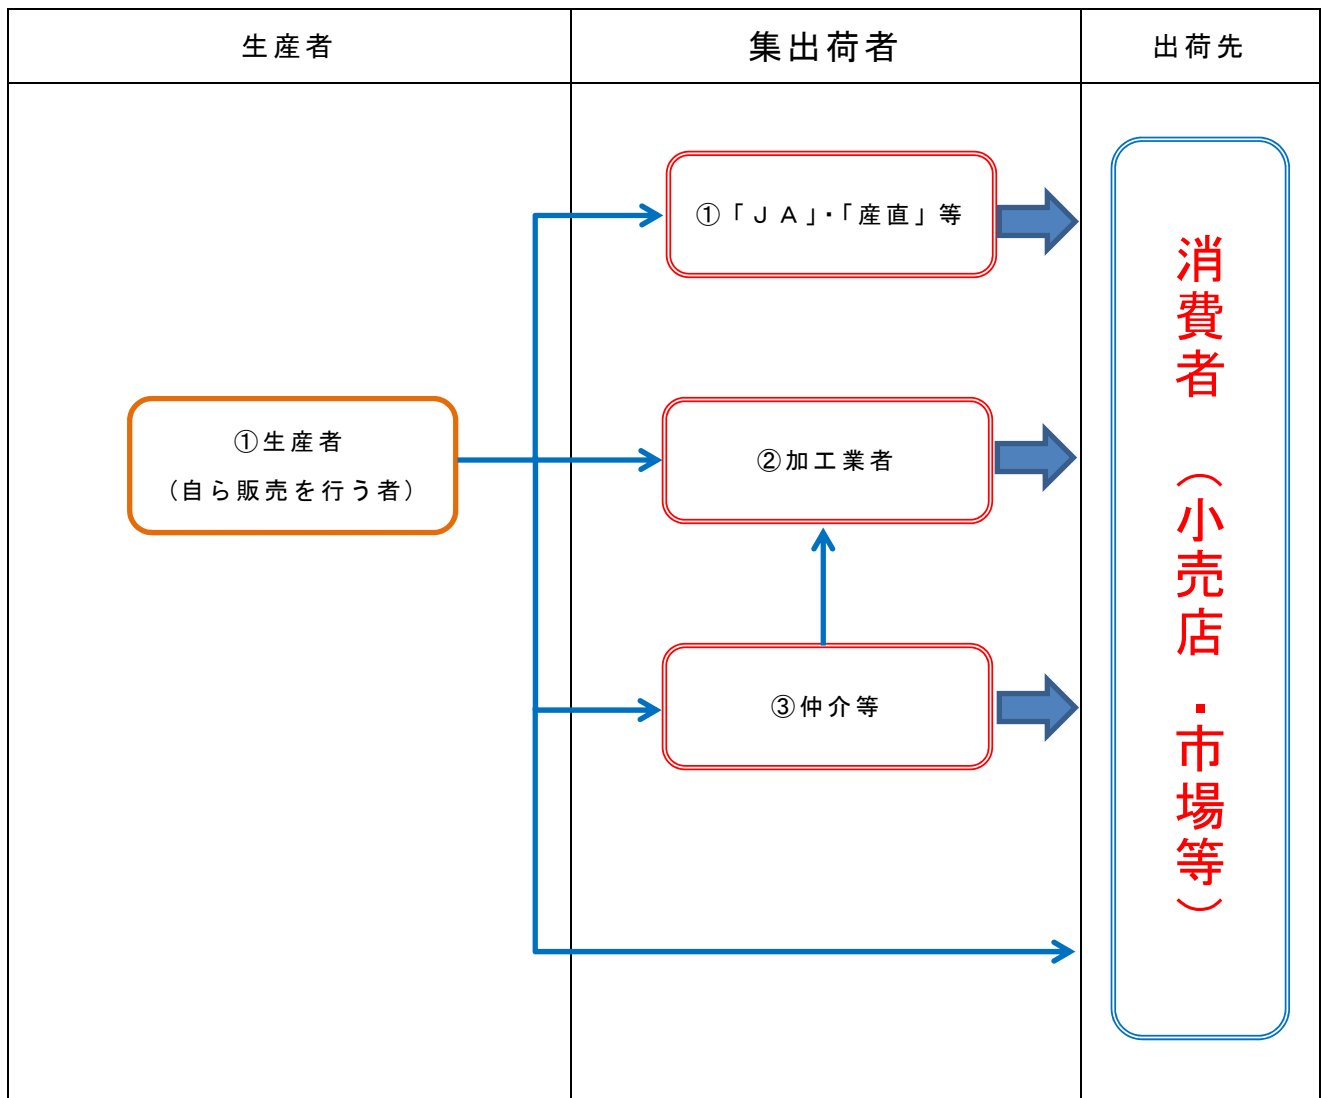 生産者
集出荷者
出荷先
①「ＪＡ」・「産直」等
①生産者
（自ら販売を行う者）
②加工業者
③仲介等
消費者（小売店・市場等）